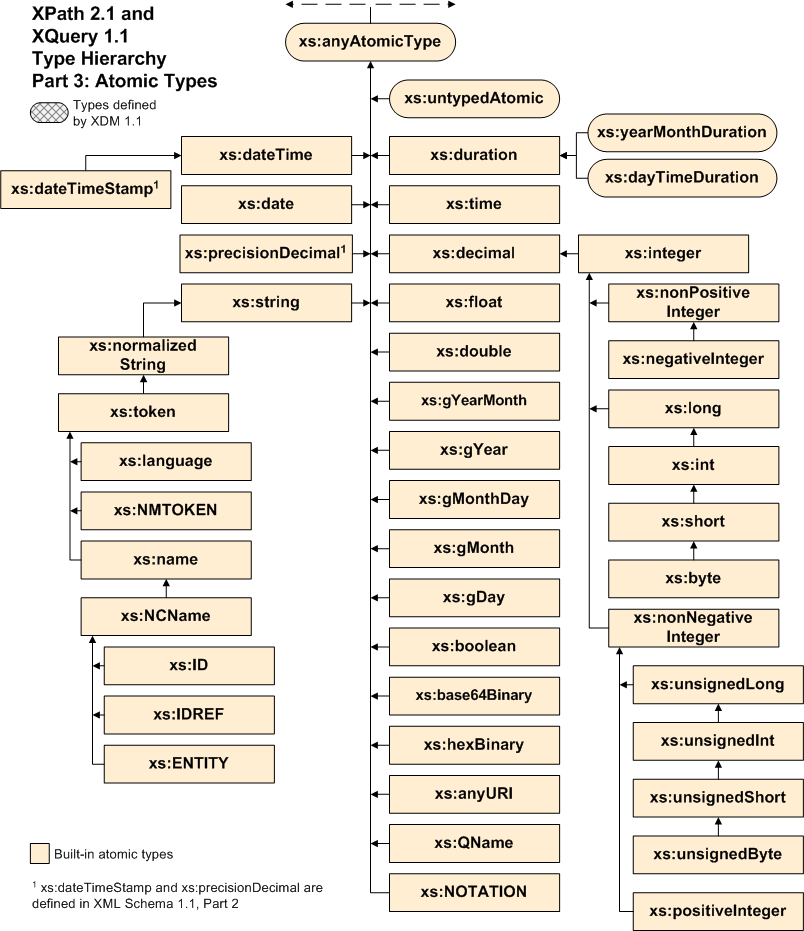 XPath 2.1 and
XQuery 1.1
Type Hierarchy
Part 3: Atomic Types
Types defined
by XDM 1.1
xs:anyAtomicType
xs:untypedAtomic
xs:dateTime
xs:duration
xs:yearMonthDuration
xs:dayTimeDuration
xs:dateTimeStamp¹
xs:date
xs:time
xs:precisionDecimal¹
xs:decimal
xs:integer
xs:string
xs:float
xs:nonPositive
Integer
xs:normalized
String
xs:double
xs:negativeInteger
xs:token
xs:gYearMonth
xs:long
xs:language
xs:gYear
xs:int
xs:NMTOKEN
xs:gMonthDay
xs:short
xs:name
xs:gMonth
xs:byte
xs:NCName
xs:gDay
xs:nonNegative
Integer
xs:ID
xs:boolean
xs:unsignedLong
xs:IDREF
xs:base64Binary
xs:unsignedInt
xs:ENTITY
xs:hexBinary
xs:unsignedShort
xs:anyURI
xs:QName
xs:unsignedByte
xs:NOTATION
xs:positiveInteger
Built-in atomic types
¹ xs:dateTimeStamp and xs:precisionDecimal are
defined in XML Schema 1.1, Part 2